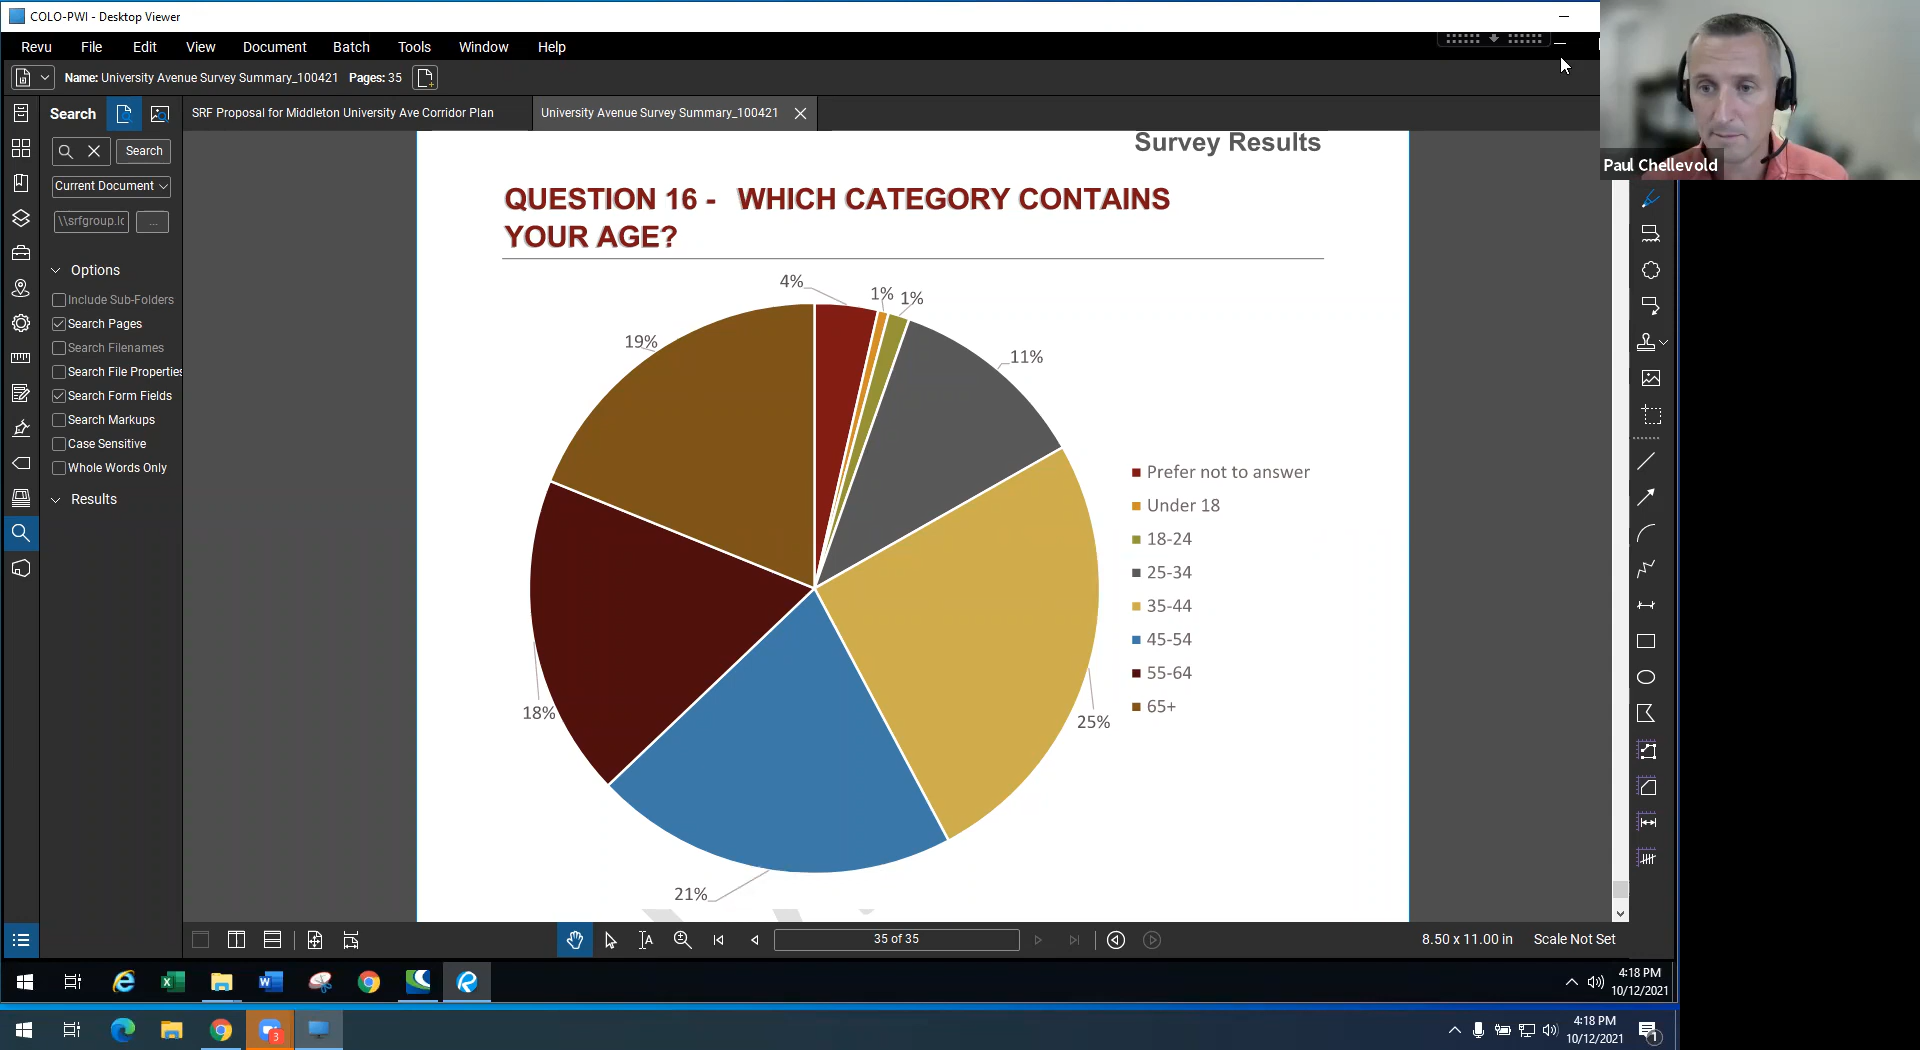 COLO-PWI - Desktop Viewer
Revu File Edit View Document Batch Tools Window Help
Name: University Avenue Survey Summary_100421 Pages: 35
Search
SRF Proposal for Middleton University Ave Corridor Plan
University Avenue Survey Summary_100421
Search
Current Document
\\srfgroup.lc
...
Options
Include Sub-Folders
Search Pages
Search Filenames
Search File Properties
Search Form Fields
Search Markups
Case Sensitive
Whole Words Only
Results
Paul Chellevold
Survey Results
QUESTION 16 - WHICH CATEGORY CONTAINS
YOUR AGE?
4%
1%
1%
11%
25%
21%
18%
19%
Prefer not to answer
Under 18
18-24
25-34
35-44
45-54
55-64
65+
35 of 35
8.50 x 11.00 in
Scale Not Set
4:18 PM
10/12/2021
3
4:18 PM
10/12/2021
1